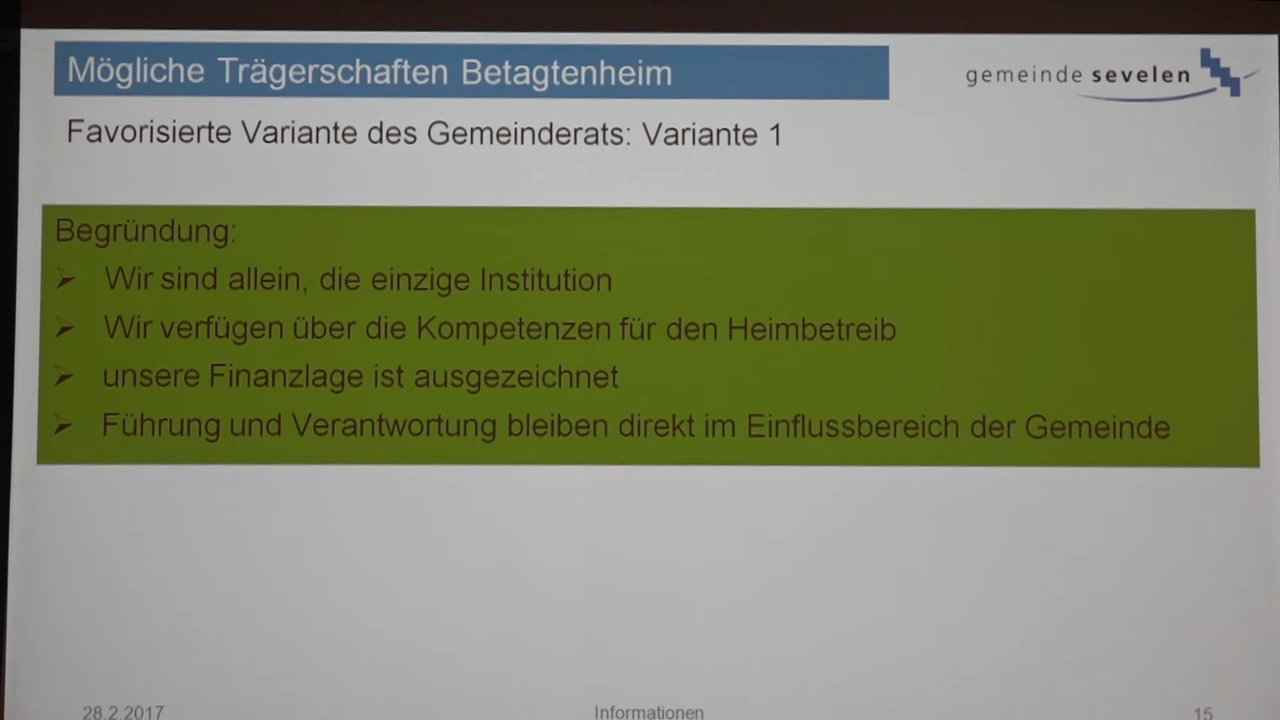 Mögliche Trägerschaften Betagtenheim
gemeinde sevelen
Favorisierte Variante des Gemeinderats: Variante 1
Begründung:
➢ Wir sind allein, die einzige Institution
➢ Wir verfügen über die Kompetenzen für den Heimbetreib
➢ unsere Finanzlage ist ausgezeichnet
➢ Führung und Verantwortung bleiben direkt im Einflussbereich der Gemeinde
28.2.2017 Informationen 15